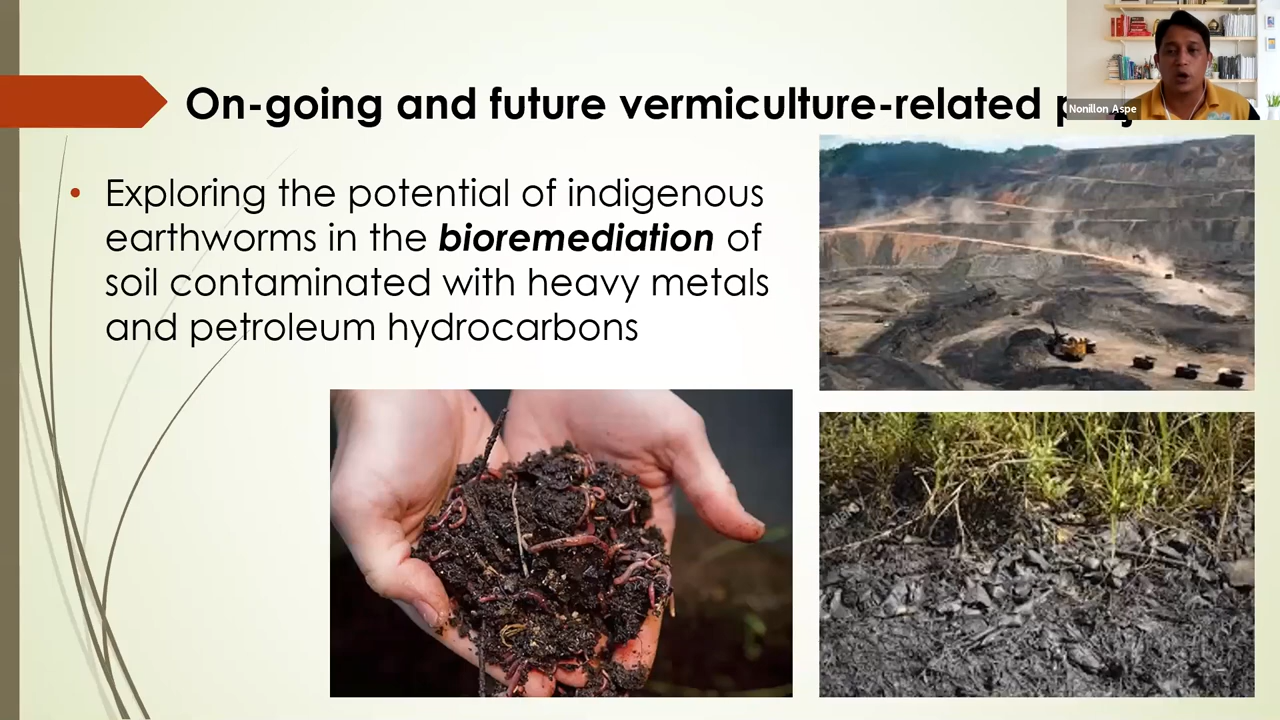 On-going and future vermiculture-related
Nonillon Aspe
• Exploring the potential of indigenous
earthworms in the bioremediation of
soil contaminated with heavy metals
and petroleum hydrocarbons